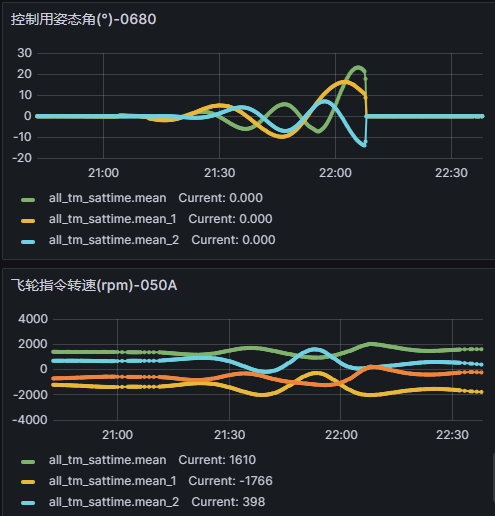 控制用姿态角(°)-0680
30
20
10
0
-10
-20
21:00 21:30 22:00 22:30
all_tm_sattime.mean Current: 0.000
all_tm_sattime.mean_1 Current: 0.000
all_tm_sattime.mean_2 Current: 0.000
飞轮指令转速(rpm)-050A
4000
2000
0
-2000
-4000
21:00 21:30 22:00 22:30
all_tm_sattime.mean Current: 1610
all_tm_sattime.mean_1 Current: -1766
all_tm_sattime.mean_2 Current: 398